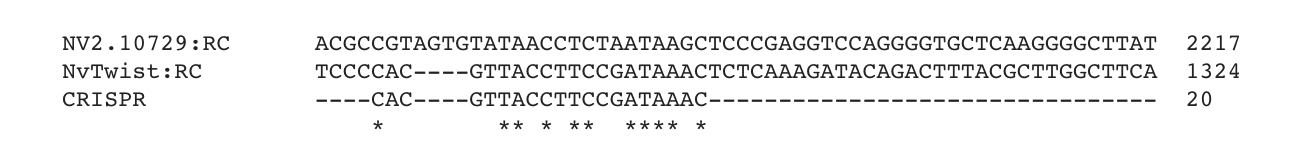 NV2.10729:RC      ACGCCGTAGTGTATAACCTCTAATAAGCTCCCGAGGTCCAGGGGTGCTCAAGGGGCTTAT  2217
NvTwist:RC        TCCCCAC----GTTACCTTCCGATAAACTCTCAAAGATACAGACTTTACGCTTGGCTTCA  1324
CRISPR            ----CAC----GTTACCTTCCGATAAAC--------------------------------  20
                      *        ** * **  **** *